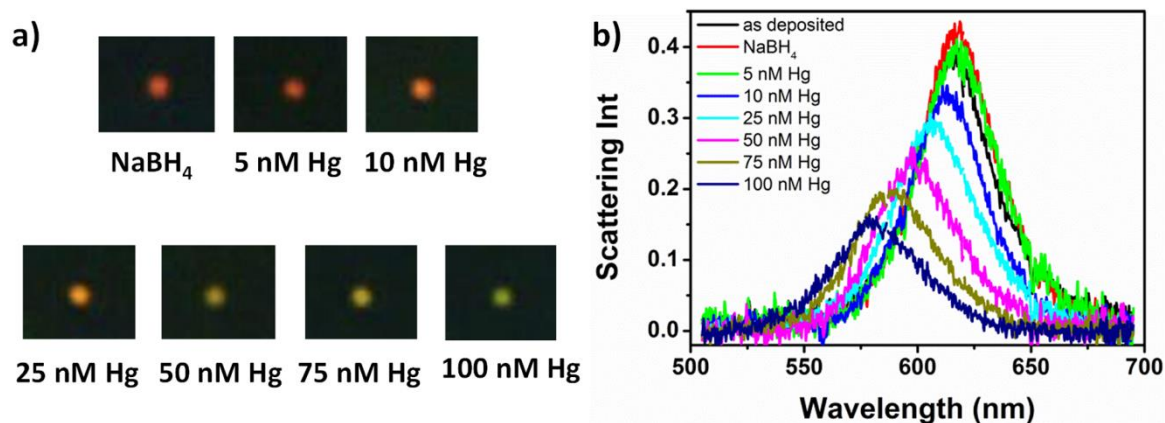 a)
NaBH₄ 5 nM Hg 10 nM Hg
25 nM Hg 50 nM Hg 75 nM Hg 100 nM Hg
b)
as deposited
NaBH₄
5 nM Hg
10 nM Hg
25 nM Hg
50 nM Hg
75 nM Hg
100 nM Hg
Scattering Int
0.4
0.3
0.2
0.1
0.0
500 550 600 650 700
Wavelength (nm)